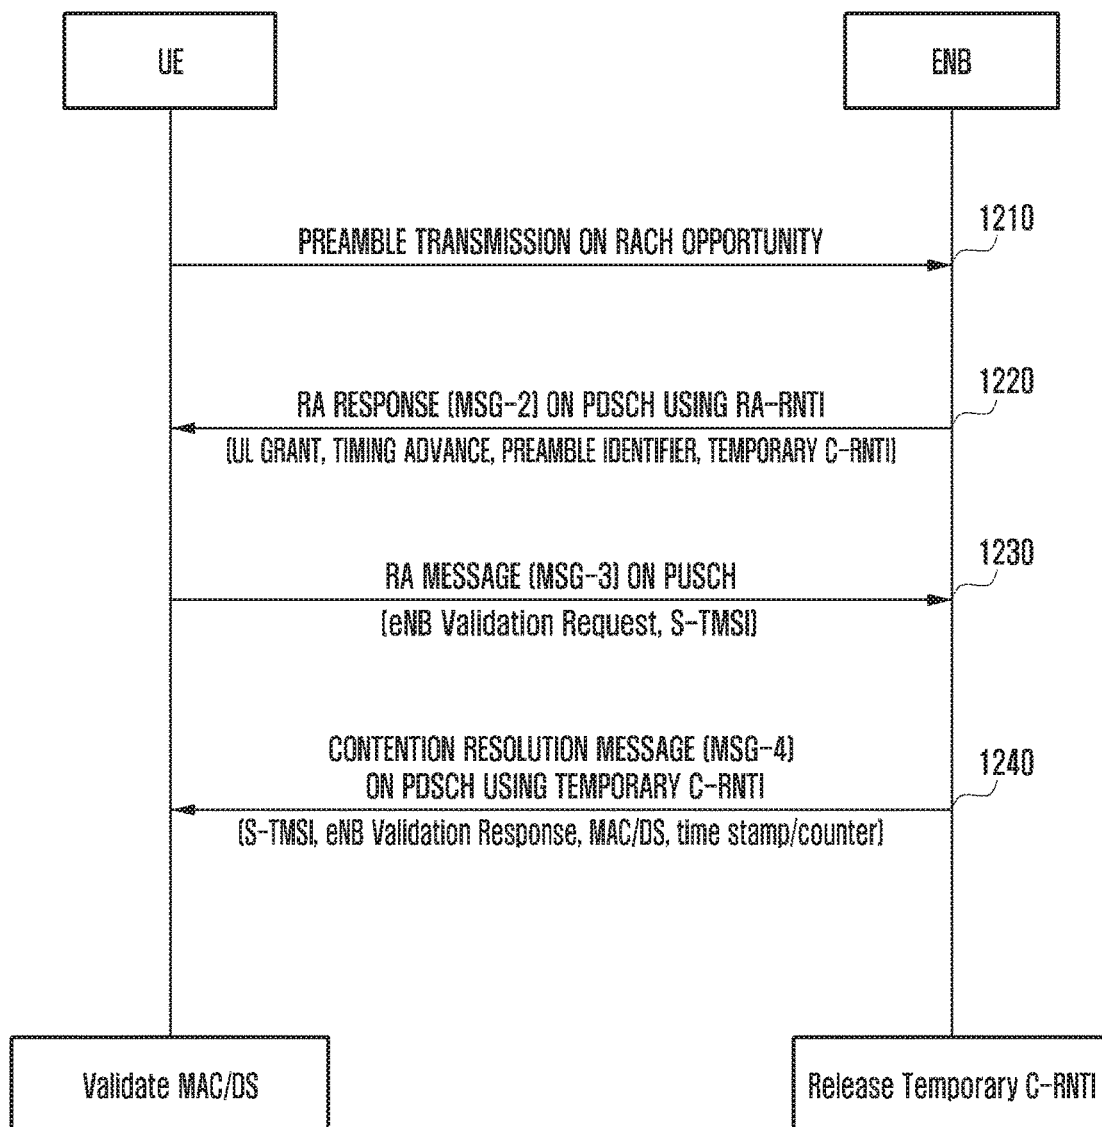 UE
ENB
1210
PREAMBLE TRANSMISSION ON RACH OPPORTUNITY
1220
RA RESPONSE (MSG-2) ON PDSCH USING RA-RNTI
(UL GRANT, TIMING ADVANCE, PREAMBLE IDENTIFIER, TEMPORARY C-RNTI)
1230
RA MESSAGE (MSG-3) ON PUSCH
(eNB Validation Request, S-TMSI)
CONTENTION RESOLUTION MESSAGE (MSG-4)
1240
ON PDSCH USING TEMPORARY C-RNTI
(S-TMSI, eNB Validation Response, MAC/DS, time stamp/counter)
Validate MAC/DS
Release Temporary C-RNTI